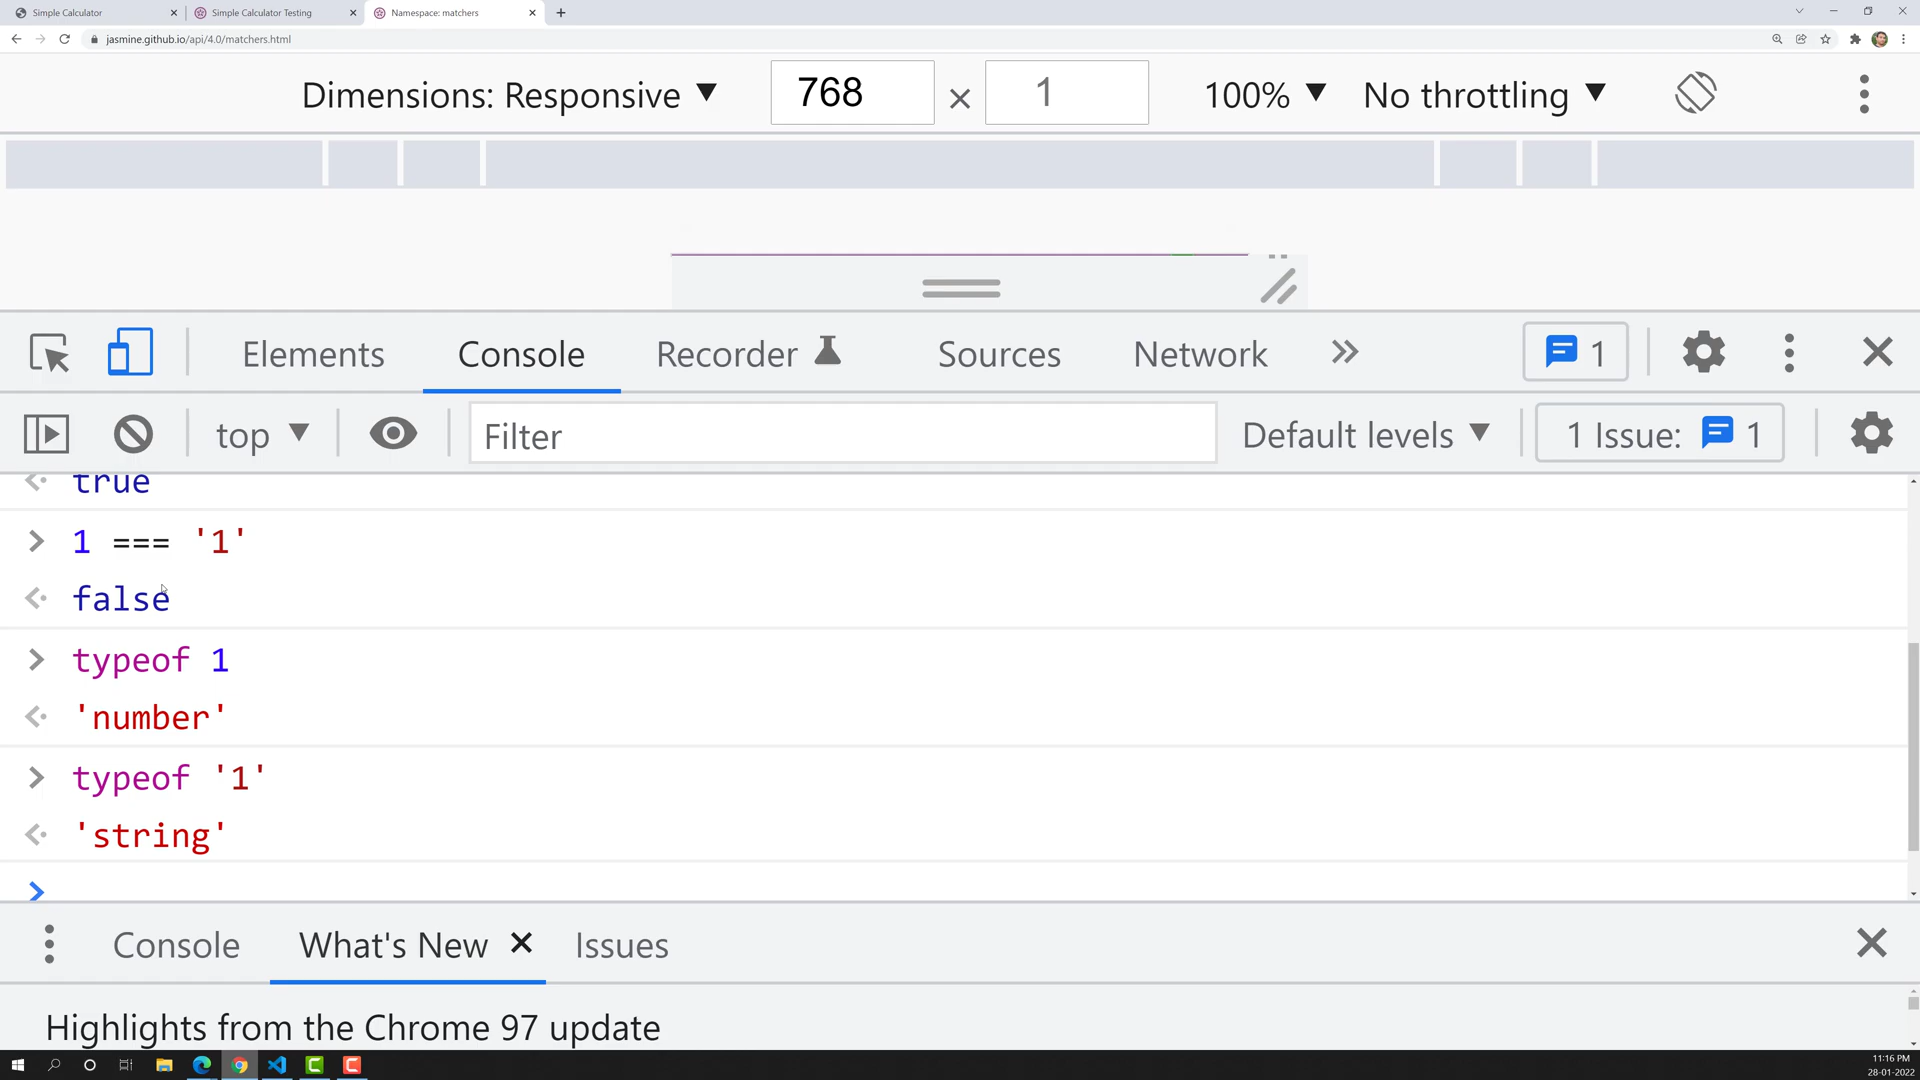 Simple Calculator
Simple Calculator Testing
Namespace: matchers
jasmine.github.io/api/4.0/matchers.html
Dimensions: Responsive ▼ 768 × 1 100% ▼ No throttling ▼
Elements Console Recorder Sources Network 1
top ▼ Filter Default levels ▼ 1 Issue: 1
true
1 === '1'
false
typeof 1
'number'
typeof '1'
'string'
Console What's New Issues
Highlights from the Chrome 97 update
11:16 PM
28-01-2022